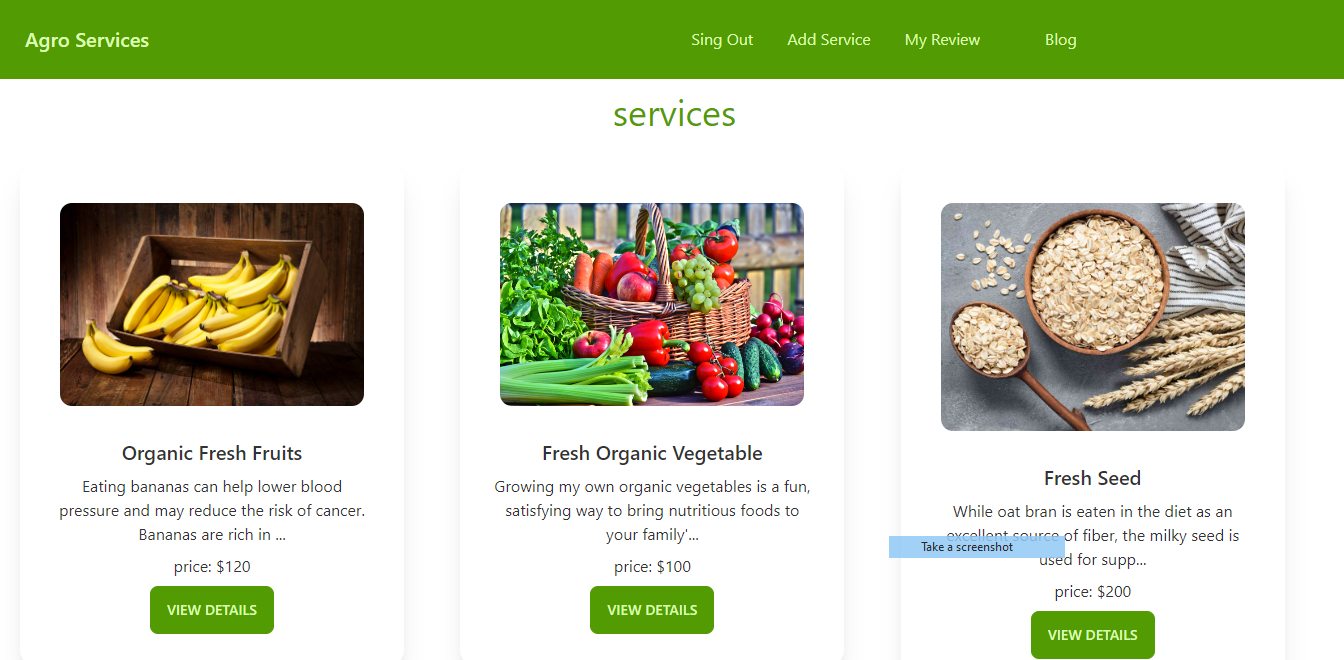 Agro Services
Sing Out
Add Service
My Review
Blog
services
Organic Fresh Fruits
Eating bananas can help lower blood
pressure and may reduce the risk of cancer.
Bananas are rich in ...
price: $120
VIEW DETAILS
Fresh Organic Vegetable
Growing my own organic vegetables is a fun,
satisfying way to bring nutritious foods to
your family'...
price: $100
VIEW DETAILS
Fresh Seed
While oat bran is eaten in the diet as an
excellent source of fiber, the milky seed is
used for supp...
price: $200
VIEW DETAILS
Take a screenshot